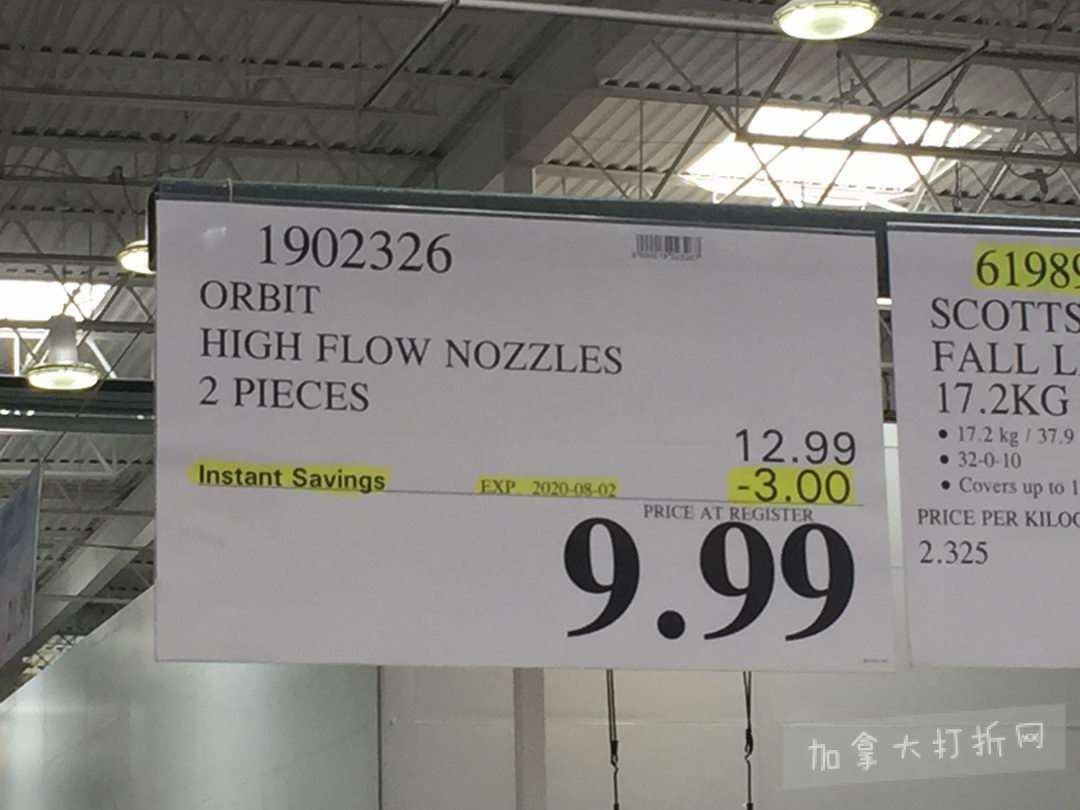 1902326
ORBIT
HIGH FLOW NOZZLES
2 PIECES
12.99
Instant Savings EXP. 2020-08-02 -3.00
PRICE AT REGISTER
9.99
61989
SCOTTS
FALL L
17.2KG
• 17.2 kg / 37.9
• 32-0-10
• Covers up to 1
PRICE PER KILOG
2.325
加拿大打折网